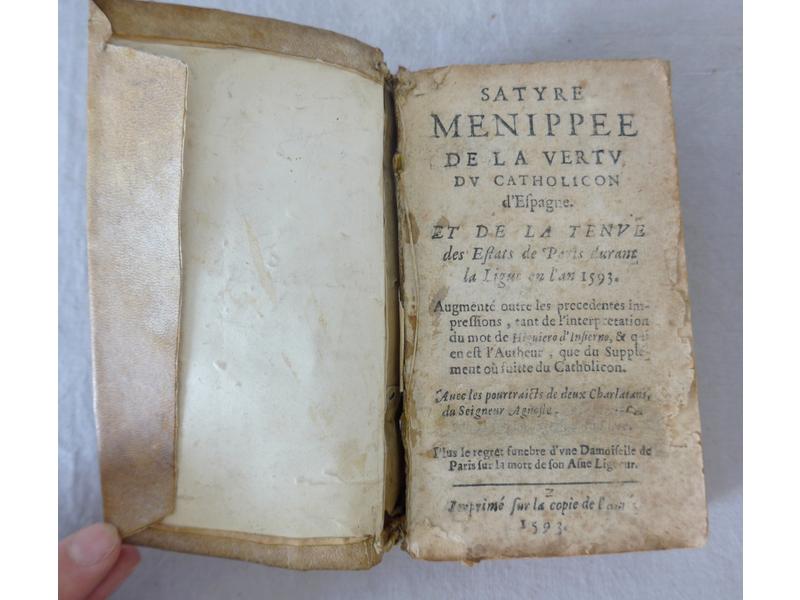 SATYRE
MENIPPEE
DE LA VERTV
DV CATHOLICON
d'Eſpagne.
ET DE LA TENVE
des Eſtats de Paris durant
la Ligue en l'an 1593.
Augmenté outre les precedentes im-
preſſions, tant de l'interpretation
du mot de Higuiero d'Infierno, & qui
en eſt l'Autheur, que du Supplé-
ment où ſuitte du Catholicon.
Auec les pourtraicts de deux Charlatans,
du Seigneur Agnoſte
Plus le regret funebre d'vne Damoiſelle de
Paris ſur la mort de ſon Aſne Ligueur.
Imprimé ſur la copie de l'année
1593.